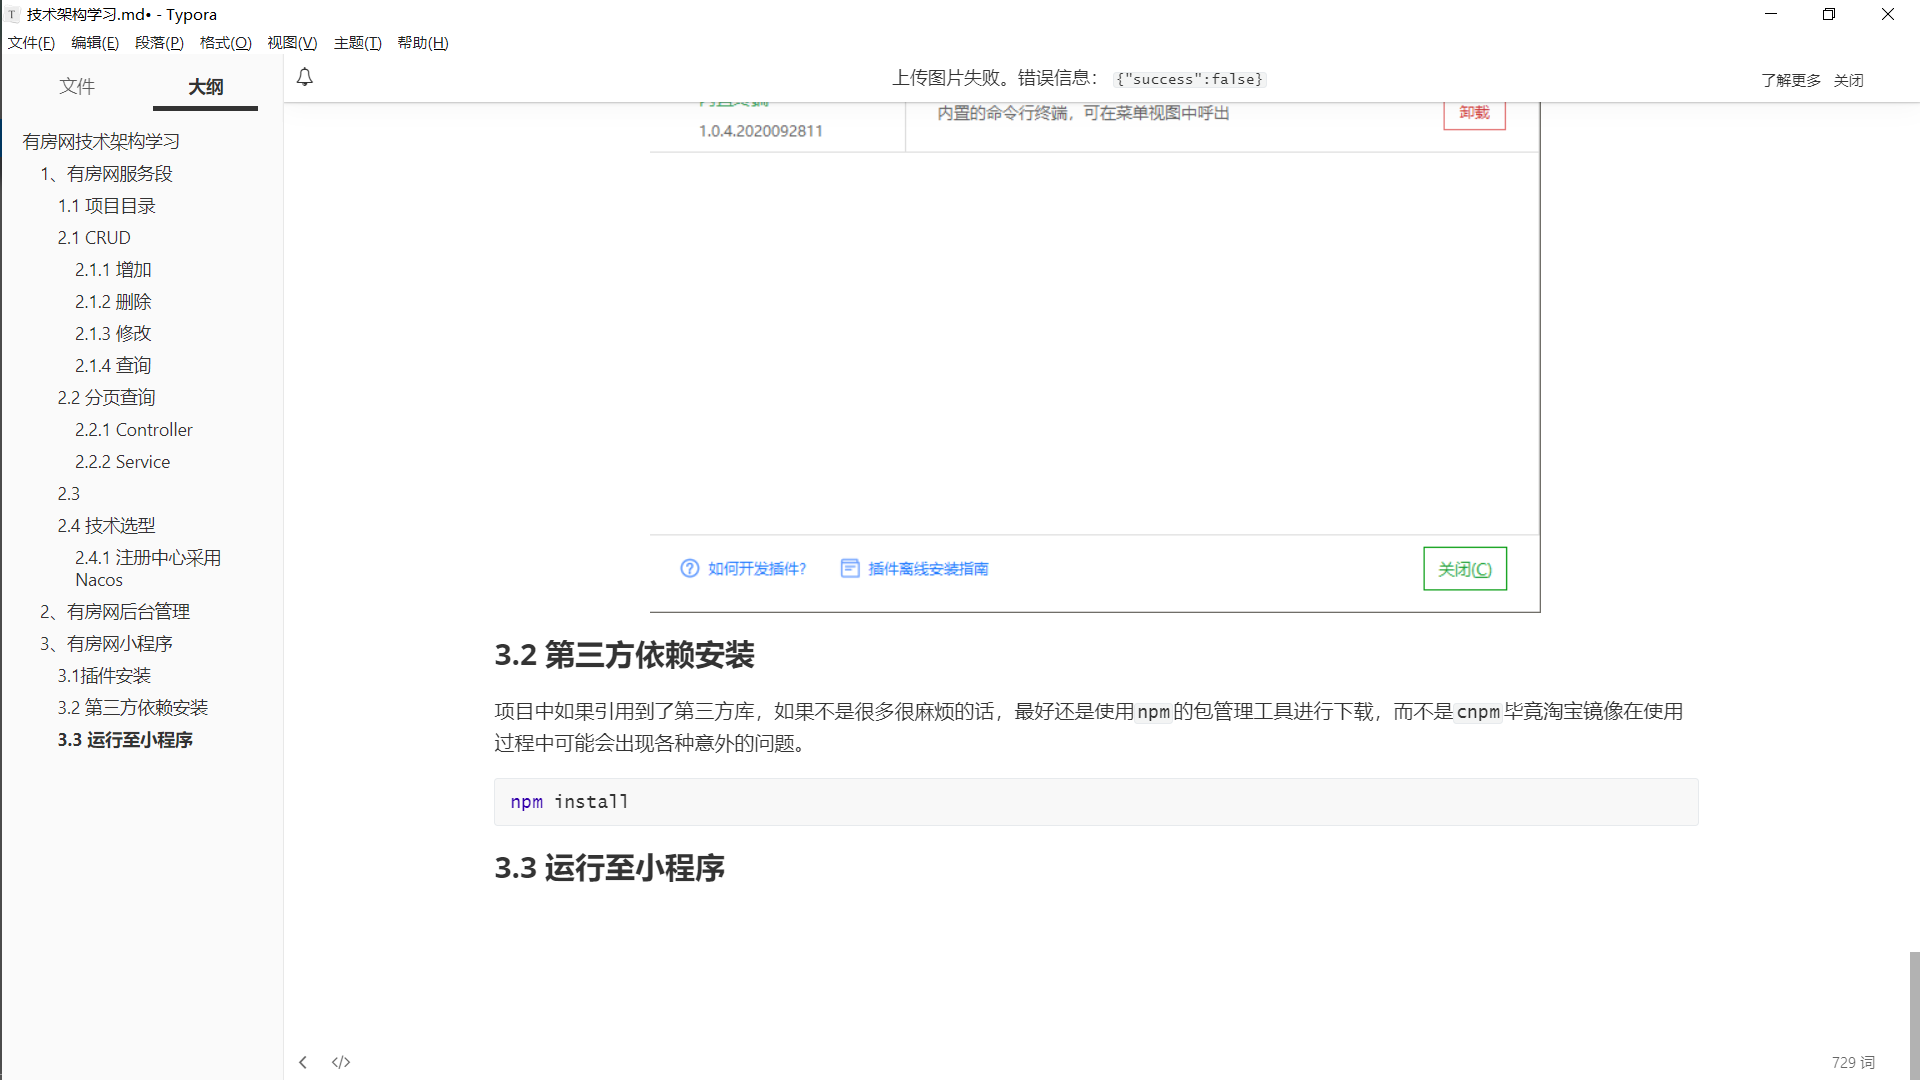 技术架构学习.md• - Typora
文件(F) 编辑(E) 段落(P) 格式(O) 视图(V) 主题(T) 帮助(H)
文件 大纲
上传图片失败。错误信息： {"success":false}
了解更多 关闭
有房网技术架构学习
1、有房网服务段
1.1 项目目录
2.1 CRUD
2.1.1 增加
2.1.2 删除
2.1.3 修改
2.1.4 查询
2.2 分页查询
2.2.1 Controller
2.2.2 Service
2.3
2.4 技术选型
2.4.1 注册中心采用
Nacos
2、有房网后台管理
3、有房网小程序
3.1插件安装
3.2 第三方依赖安装
3.3 运行至小程序
内置终端
1.0.4.2020092811
内置的命令行终端，可在菜单视图中呼出
卸载
如何开发插件?
插件离线安装指南
关闭(C)
3.2 第三方依赖安装
项目中如果引用到了第三方库，如果不是很多很麻烦的话，最好还是使用npm的包管理工具进行下载，而不是cnpm毕竟淘宝镜像在使用
过程中可能会出现各种意外的问题。
npm install
3.3 运行至小程序
729 词